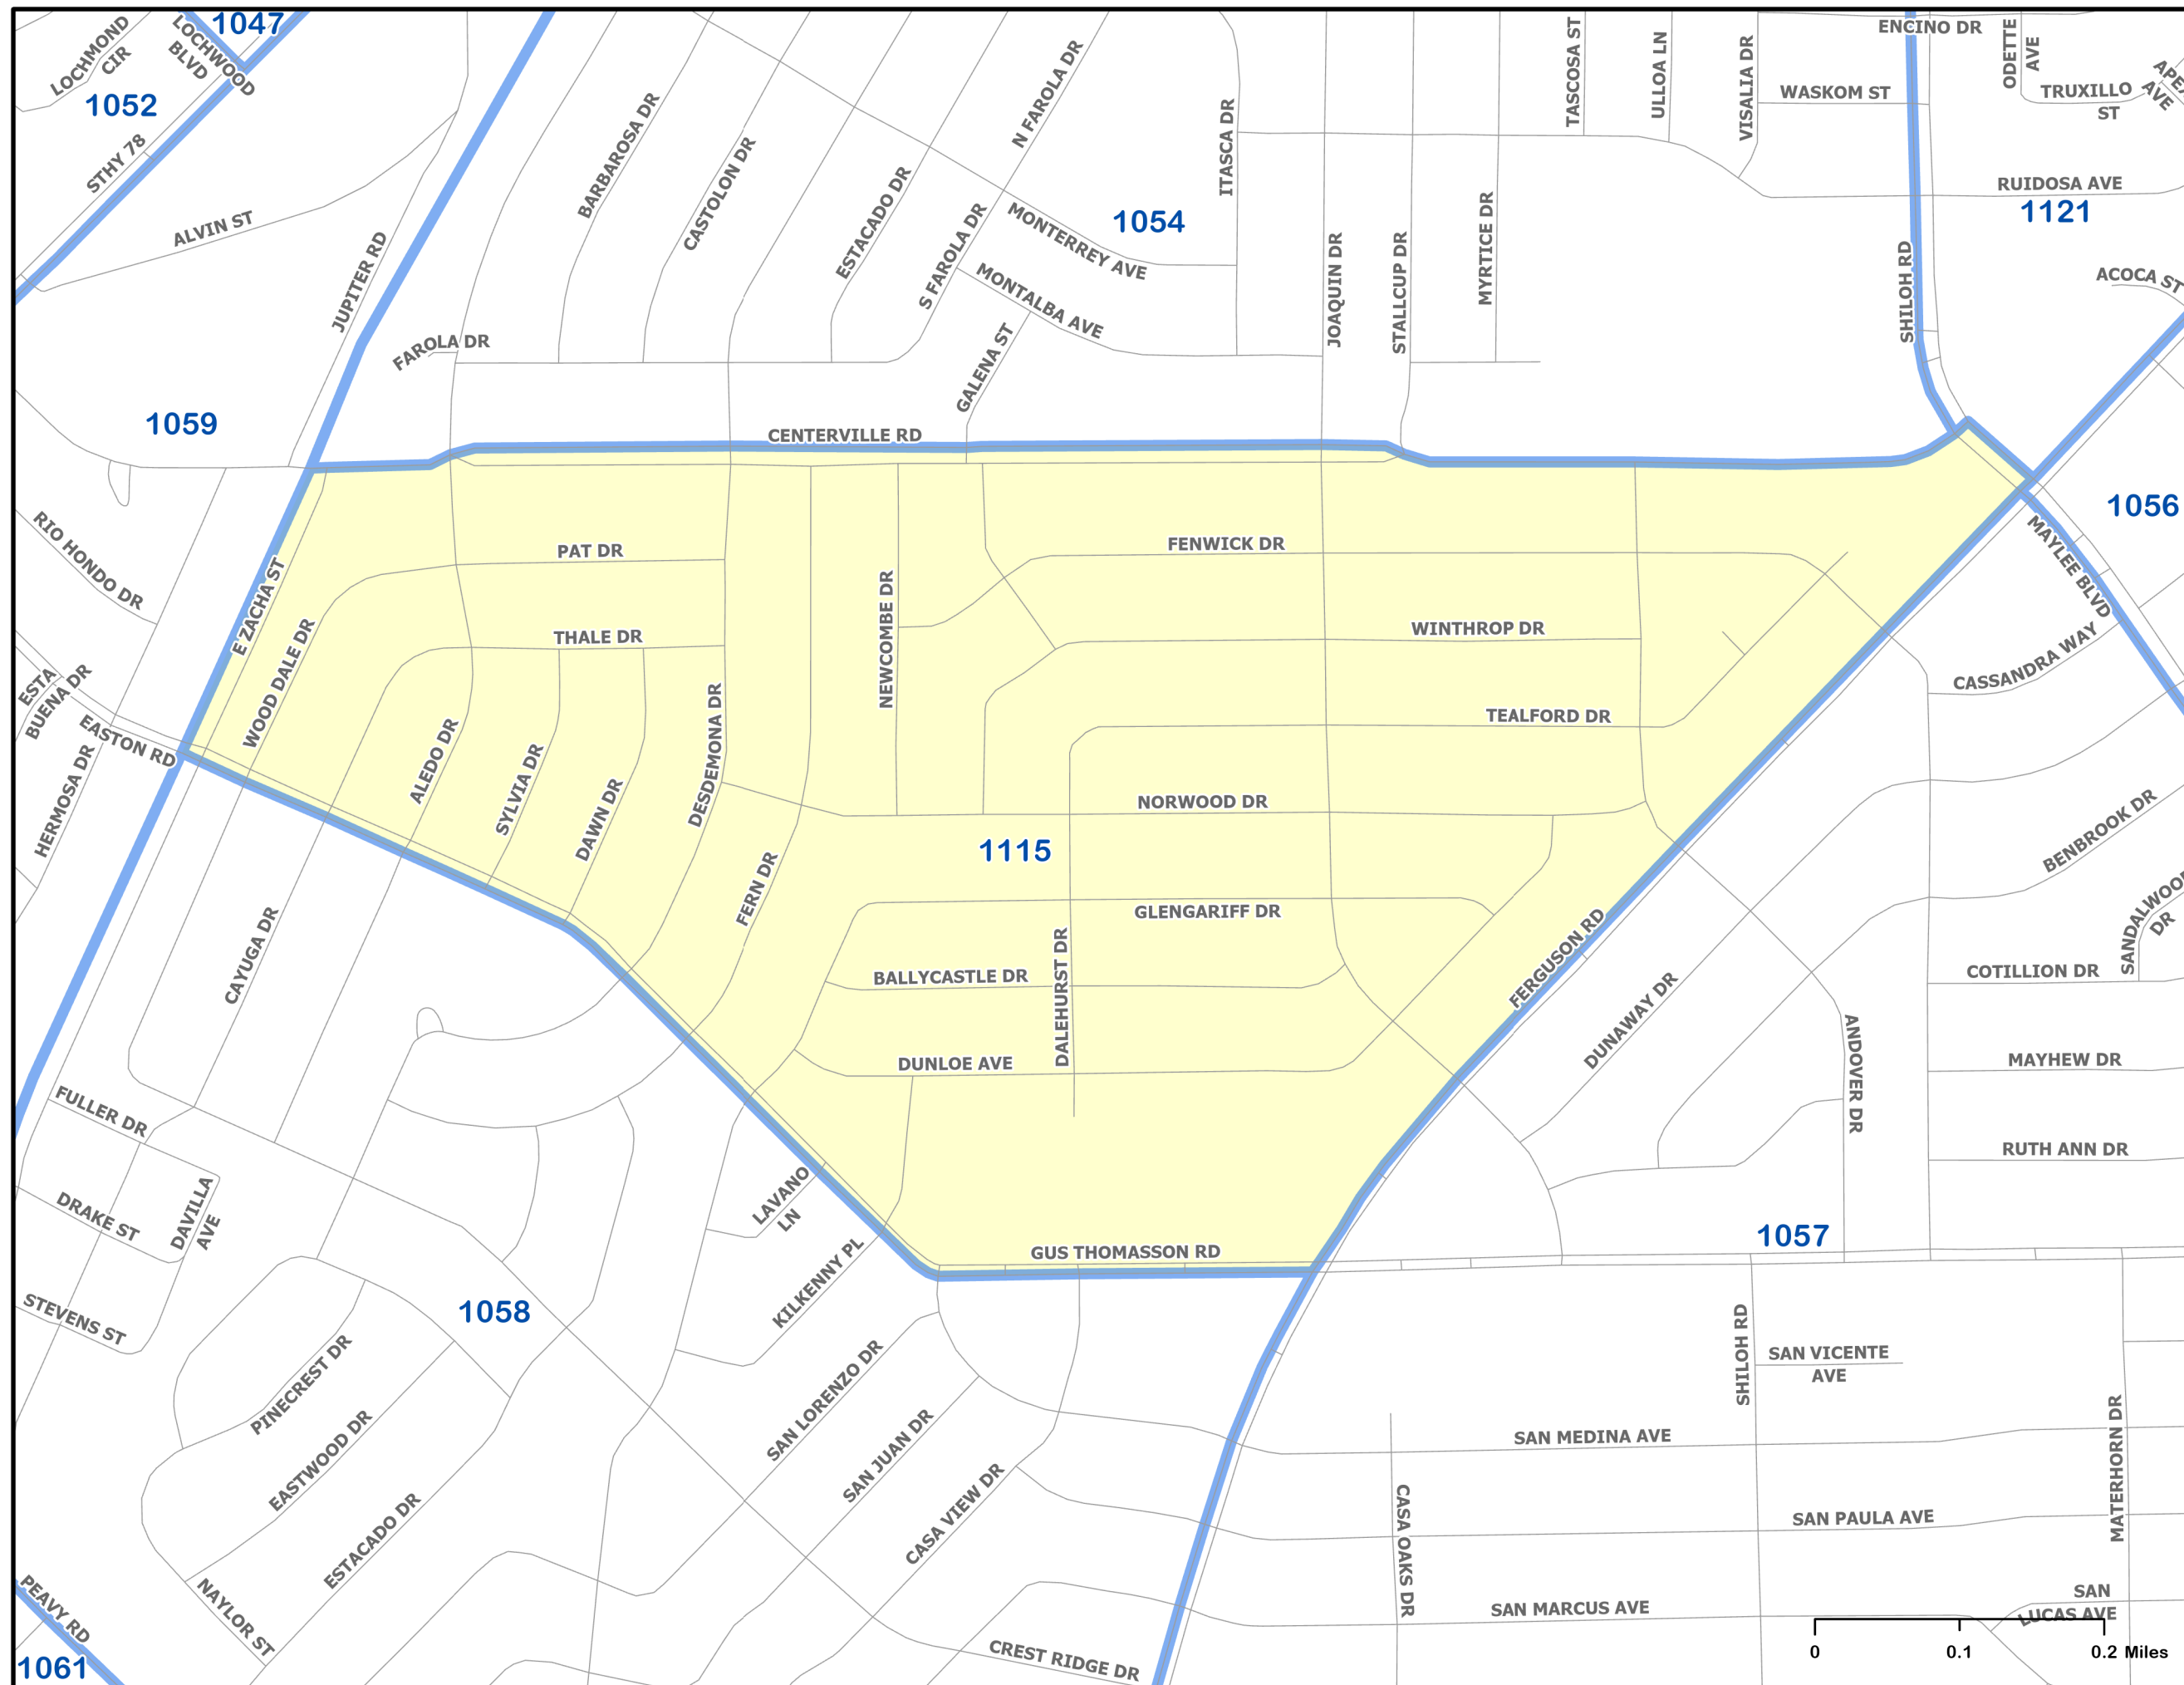 LOCHMOND
CIR
LOCHWOOD
BLVD
1047
1052
STHY 78
ALVIN ST
JUPITER RD
BARBAROSA DR
CASTOLON DR
ESTACADO DR
N FAROLA DR
S FAROLA DR
MONTERREY AVE
MONTALBA AVE
GALENA ST
FAROLA DR
1054
ITASCA DR
JOAQUIN DR
STALLCUP DR
MYRTICE DR
TASCOSA ST
ULLOA LN
VISALIA DR
WASKOM ST
ENCINO DR
ODETTE
AVE
TRUXILLO
ST
AVE
RUIDOSA AVE
1121
SHILOH RD
ACOCA ST
1059
CENTERVILLE RD
1056
MAYLEE BLVD
RIO HONDO DR
E ZACHA ST
PAT DR
FENWICK DR
THALE DR
WINTHROP DR
NEWCOMBE DR
WOOD DALE DR
TEALFORD DR
CASSANDRA WAY
ESTA
BUENA DR
EASTON RD
HERMOSA DR
ALEDO DR
SYLVIA DR
DAWN DR
DESDEMONA DR
NORWOOD DR
1115
FERN DR
GLENGARIFF DR
BALLYCASTLE DR
DALEHURST DR
DUNLOE AVE
FERGUSON RD
BENBROOK DR
SANDALWOOD
DR
COTILLION DR
DUNAWAY DR
ANDOVER DR
MAYHEW DR
RUTH ANN DR
CAYUGA DR
FULLER DR
DRAKE ST
DAVILLA
AVE
STEVENS ST
LAVANO
LN
KILKENNY PL
GUS THOMASSON RD
1057
1058
PINECREST DR
EASTWOOD DR
ESTACADO DR
SAN LORENZO DR
SAN JUAN DR
CASA VIEW DR
SHILOH RD
SAN VICENTE
AVE
SAN MEDINA AVE
MATERHORN DR
CASA OAKS DR
SAN PAULA AVE
SAN MARCUS AVE
SAN
LUCAS AVE
NAYLOR ST
PEAVY RD
1061
CREST RIDGE DR
0 0.1 0.2 Miles